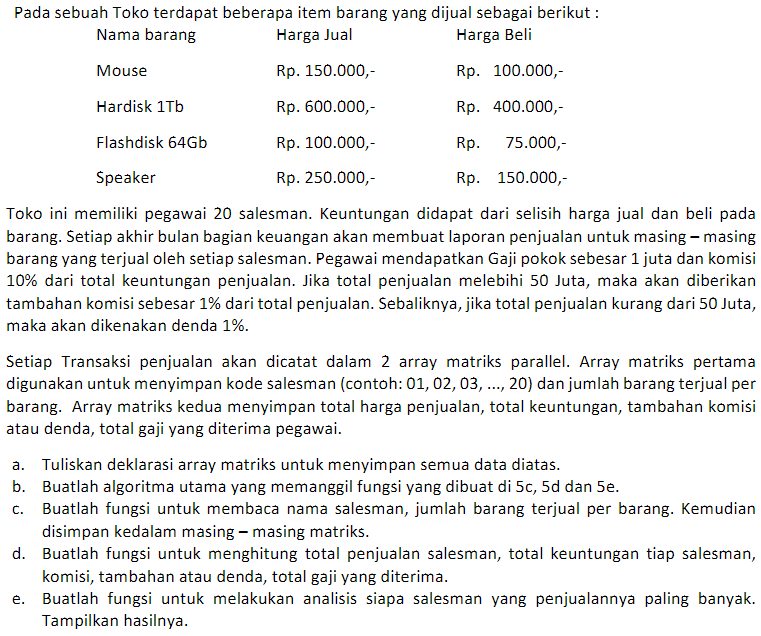 Pada sebuah Toko terdapat beberapa item barang yang dijual sebagai berikut :
Nama barang Harga Jual Harga Beli
Mouse Rp. 150.000,- Rp. 100.000,-
Hardisk 1Tb Rp. 600.000,- Rp. 400.000,-
Flashdisk 64Gb Rp. 100.000,- Rp. 75.000,-
Speaker Rp. 250.000,- Rp. 150.000,-
Toko ini memiliki pegawai 20 salesman. Keuntungan didapat dari selisih harga jual dan beli pada
barang. Setiap akhir bulan bagian keuangan akan membuat laporan penjualan untuk masing – masing
barang yang terjual oleh setiap salesman. Pegawai mendapatkan Gaji pokok sebesar 1 juta dan komisi
10% dari total keuntungan penjualan. Jika total penjualan melebihi 50 Juta, maka akan diberikan
tambahan komisi sebesar 1% dari total penjualan. Sebaliknya, jika total penjualan kurang dari 50 Juta,
maka akan dikenakan denda 1%.
Setiap Transaksi penjualan akan dicatat dalam 2 array matriks parallel. Array matriks pertama
digunakan untuk menyimpan kode salesman (contoh: 01, 02, 03, ..., 20) dan jumlah barang terjual per
barang. Array matriks kedua menyimpan total harga penjualan, total keuntungan, tambahan komisi
atau denda, total gaji yang diterima pegawai.
a. Tuliskan deklarasi array matriks untuk menyimpan semua data diatas.
b. Buatlah algoritma utama yang memanggil fungsi yang dibuat di 5c, 5d dan 5e.
c. Buatlah fungsi untuk membaca nama salesman, jumlah barang terjual per barang. Kemudian
disimpan kedalam masing – masing matriks.
d. Buatlah fungsi untuk menghitung total penjualan salesman, total keuntungan tiap salesman,
komisi, tambahan atau denda, total gaji yang diterima.
e. Buatlah fungsi untuk melakukan analisis siapa salesman yang penjualannya paling banyak.
Tampilkan hasilnya.